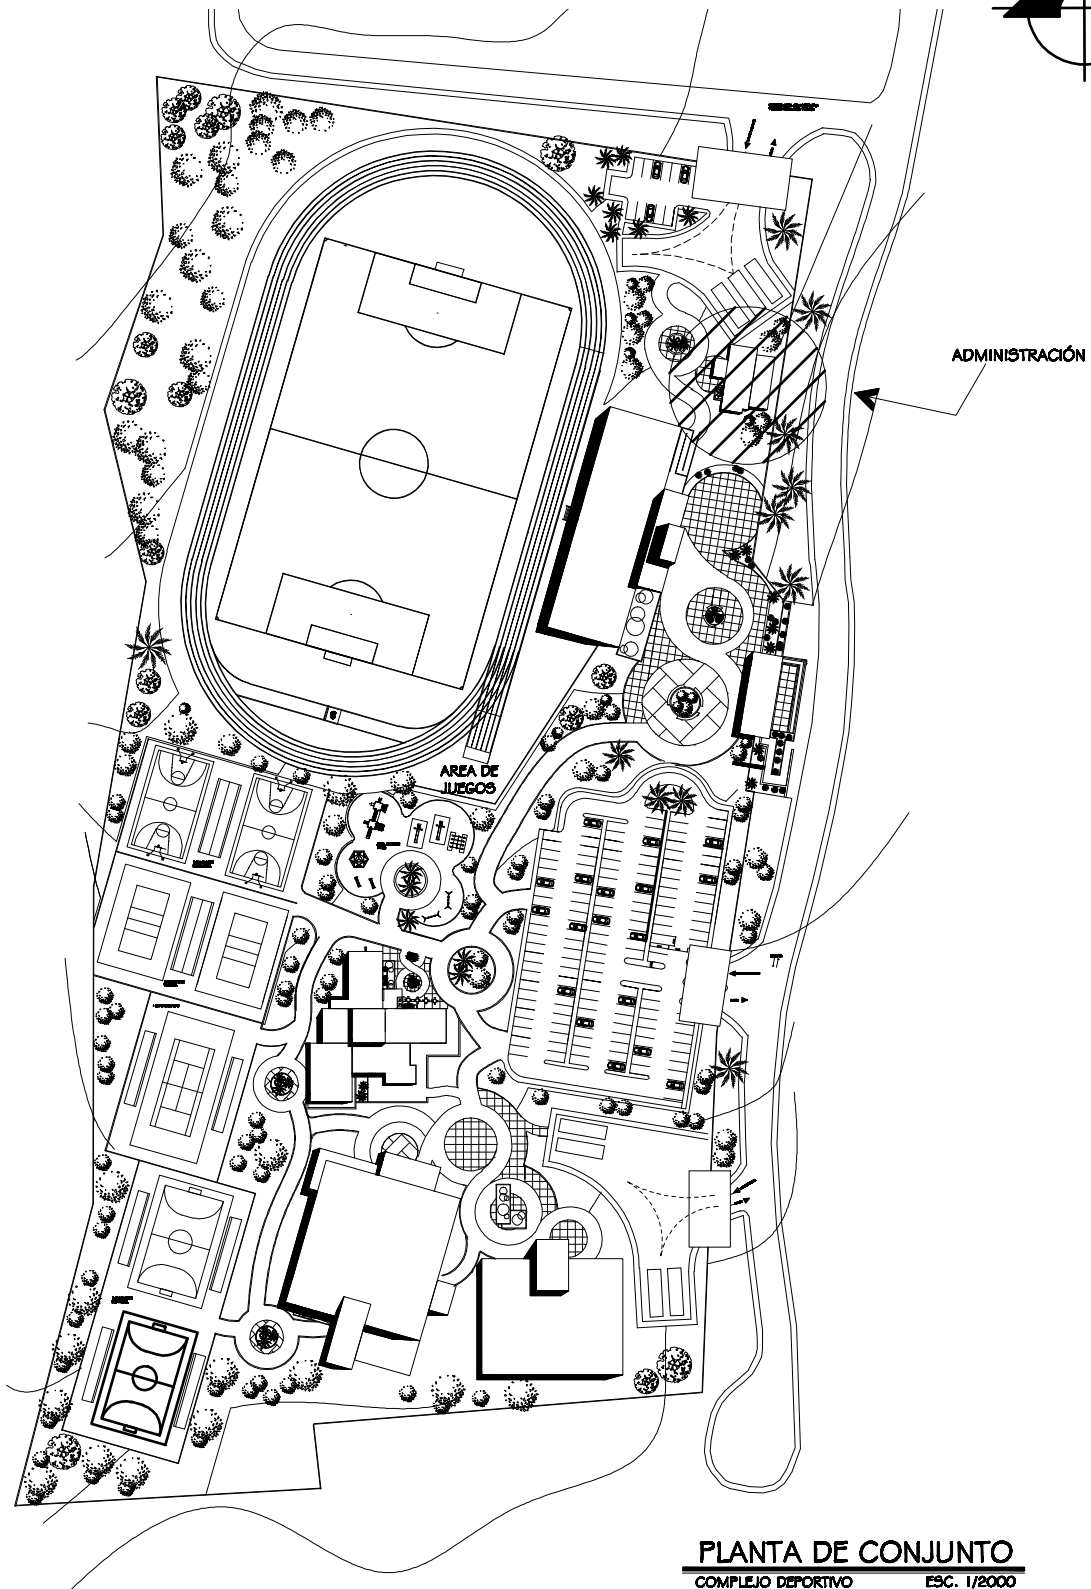 ADMINISTRACIÓN
AREA DE
JUEGOS
PLANTA DE CONJUNTO
COMPLEJO DEPORTIVO ESC. 1/2000